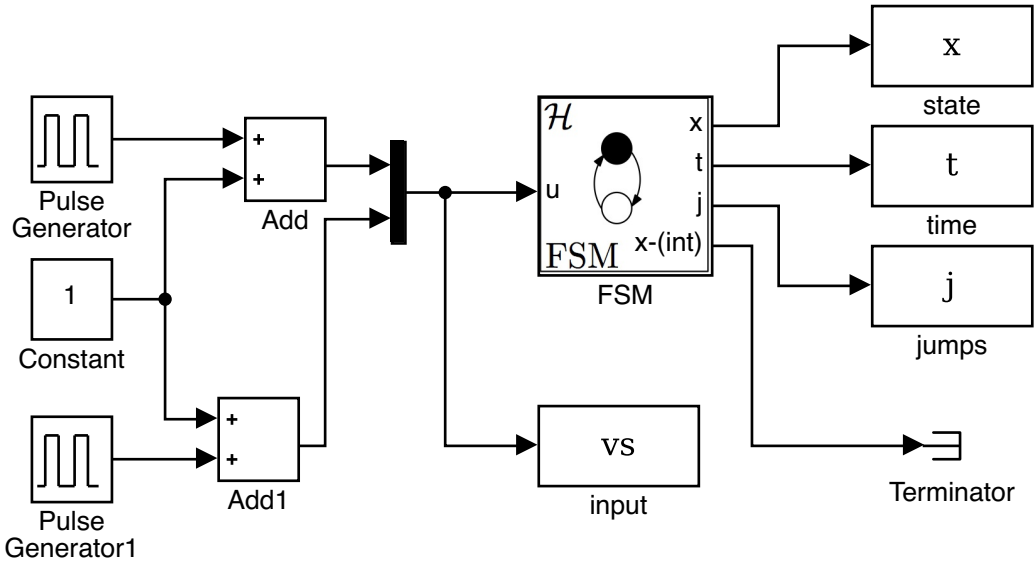 Pulse
Generator
1
Constant
Pulse
Generator1
+
+
Add
+
+
Add1
ℋ
u
x
t
j
x-(int)
FSM
FSM
vs
input
x
state
t
time
j
jumps
Terminator